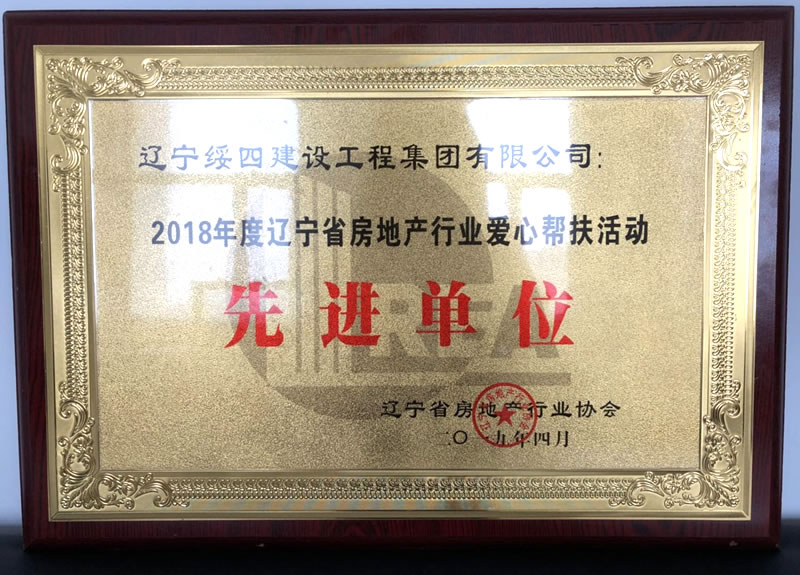 辽宁绥四建设工程集团有限公司：
2018年度辽宁省房地产行业爱心帮扶活动
先进单位
REA
辽宁省房地产行业协会
二〇一九年四月